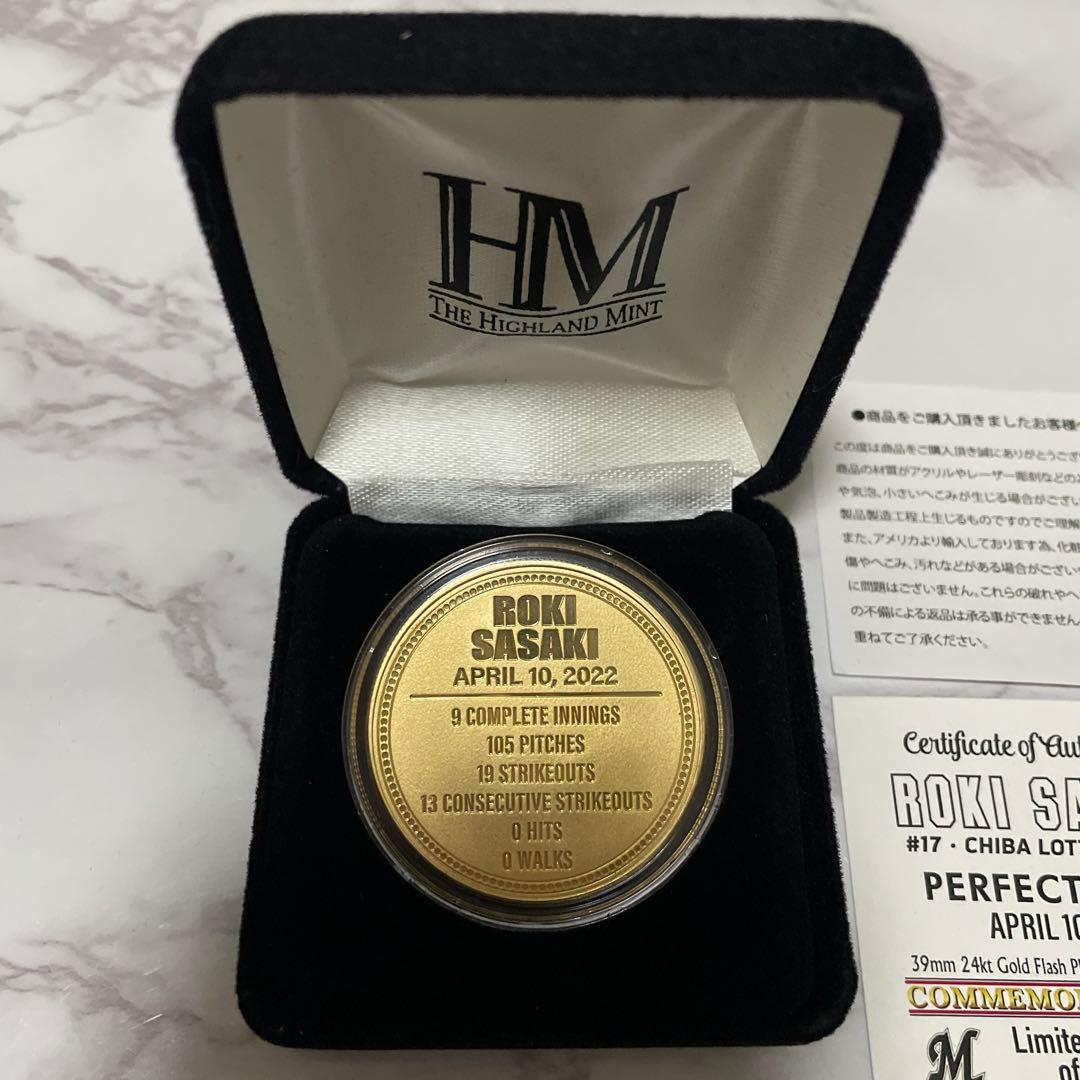 HM
THE HIGHLAND MINT
ROKI
SASAKI
APRIL 10, 2022
9 COMPLETE INNINGS
105 PITCHES
19 STRIKEOUTS
13 CONSECUTIVE STRIKEOUTS
0 HITS
0 WALKS
●商品をご購入頂きましたお客様へ
この度は商品をご購入頂き誠にありがとうござ
商品の材質がアクリルやレーザー彫刻などの
や気泡、小さいへこみが生じる場合がござい
製品製造工程上生じるものですのでご理解
また、アメリカより輸入しております為、化粧
傷やへこみ、汚れなどがある場合がござい
に問題はございません。これらの破れやへ
の不備による返品は承る事ができません
重ねてご了承ください。
Certificate of Aut
ROKI SA
#17 · CHIBA LOTT
PERFECT
APRIL 10
39mm 24kt Gold Flash Pl
COMMEMO
M
Limite
of